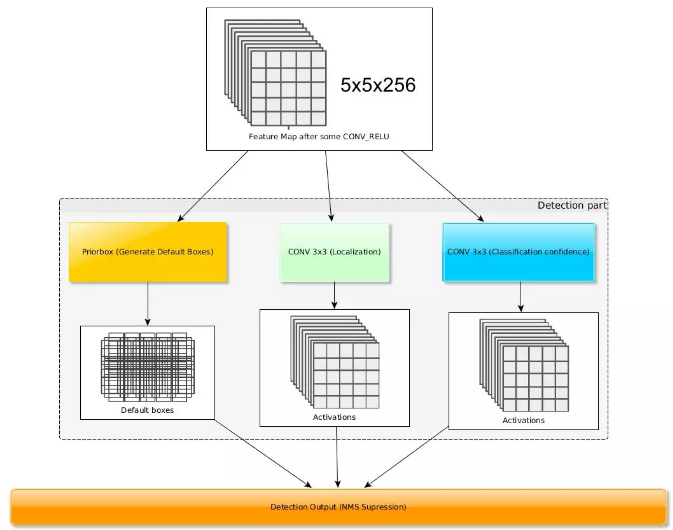 5x5x256
Feature Map after some CONV_RELU
Detection part
Priorbox (Generate Default Boxes)
CONV 3x3 (Localization)
CONV 3x3 (Classification confidence)
Default boxes
Activations
Activations
Detection Output (NMS Supression)